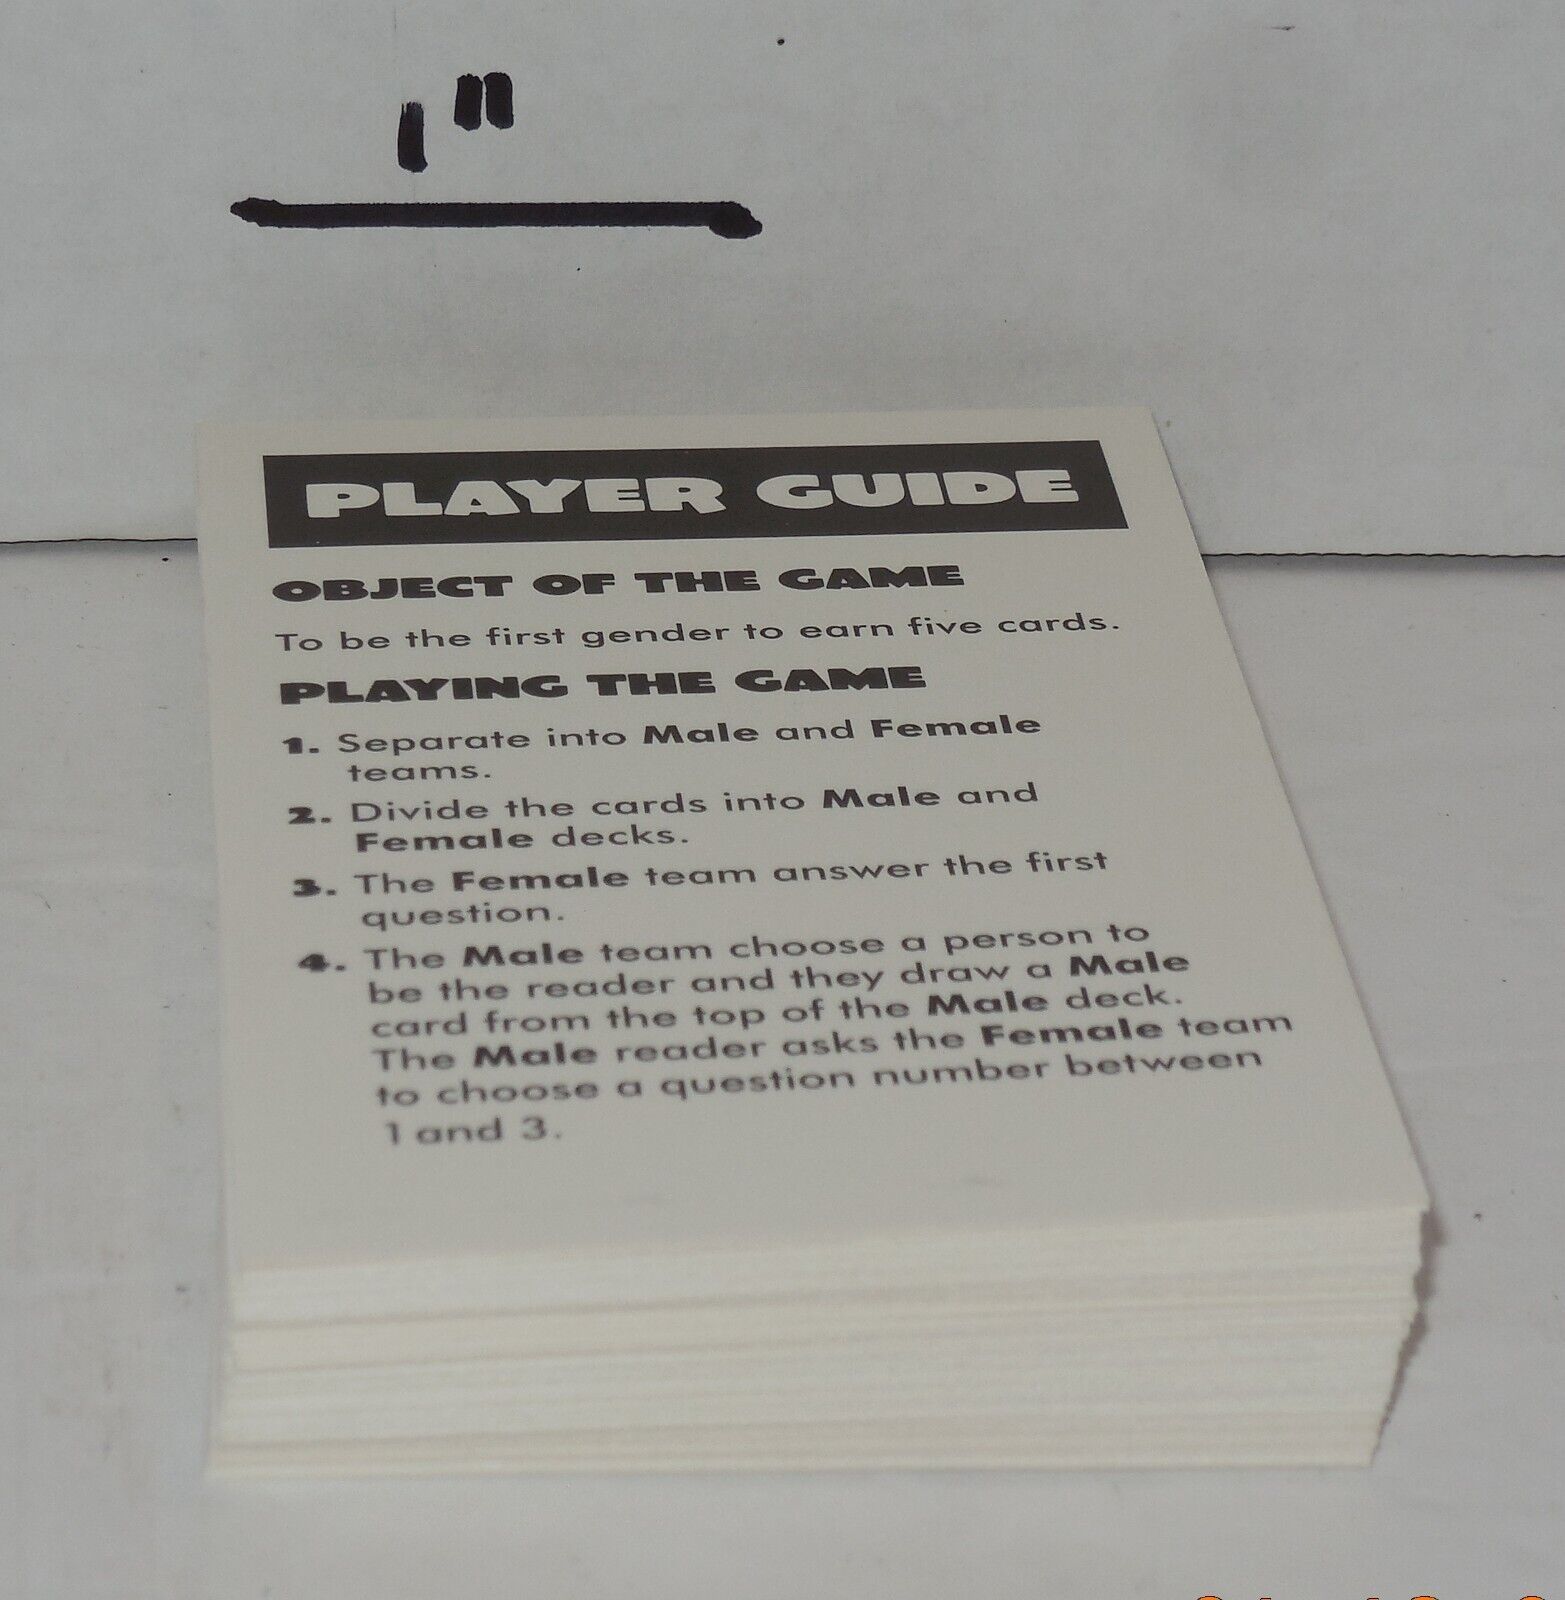 1"
PLAYER GUIDE
OBJECT OF THE GAME
To be the first gender to earn five cards.
PLAYING THE GAME
1. Separate into Male and Female
teams.
2. Divide the cards into Male and
Female decks.
3. The Female team answer the first
question.
4. The Male team choose a person to
be the reader and they draw a Male
card from the top of the Male deck.
The Male reader asks the Female team
to choose a question number between
1 and 3.